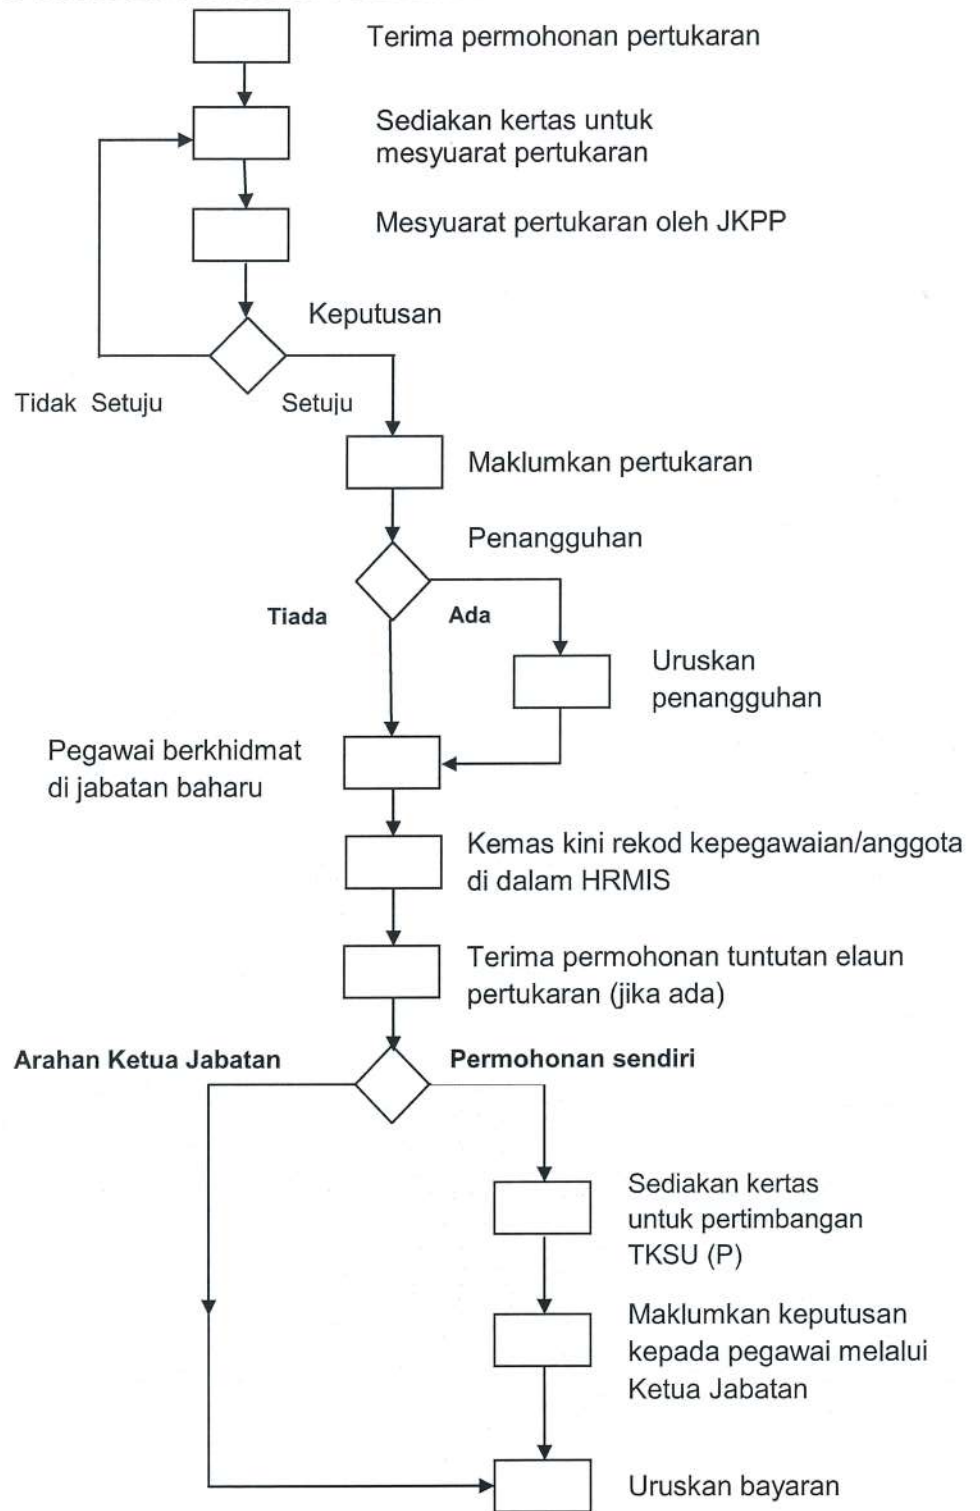 Terima permohonan pertukaran
Sediakan kertas untuk
mesyuarat pertukaran
Mesyuarat pertukaran oleh JKPP
Keputusan
Tidak Setuju
Setuju
Maklumkan pertukaran
Penangguhan
Tiada
Ada
Uruskan
penangguhan
Pegawai berkhidmat
di jabatan baharu
Kemas kini rekod kepegawaian/anggota
di dalam HRMIS
Terima permohonan tuntutan elaun
pertukaran (jika ada)
Arahan Ketua Jabatan
Permohonan sendiri
Sediakan kertas
untuk pertimbangan
TKSU (P)
Maklumkan keputusan
kepada pegawai melalui
Ketua Jabatan
Uruskan bayaran